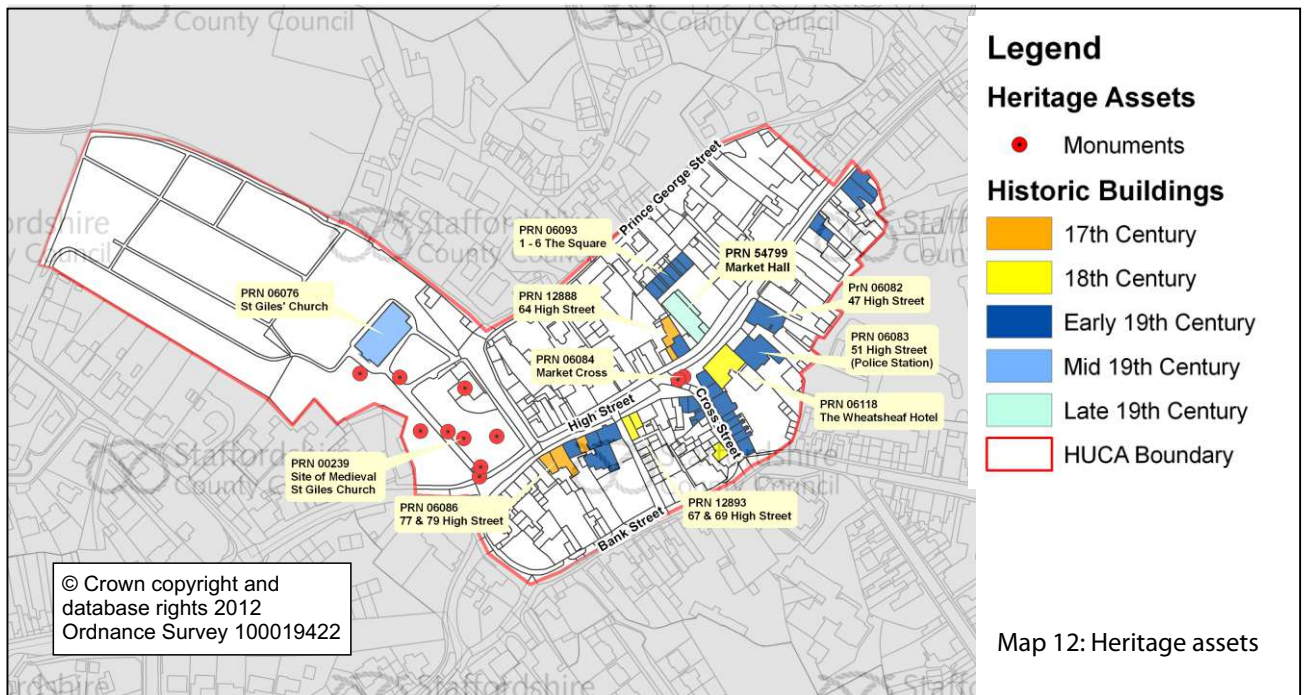 Staffordshire
County Council
County Council
Legend
Heritage Assets
Monuments
Historic Buildings
17th Century
18th Century
Early 19th Century
Mid 19th Century
Late 19th Century
HUCA Boundary
Prince George Street
PRN 06093
1 - 6 The Square
PRN 54799
Market Hall
PRN 06076
St Giles' Church
PRN 12888
64 High Street
PrN 06082
47 High Street
PRN 06084
Market Cross
PRN 06083
51 High Street
(Police Station)
High Street
Cross Street
PRN 06118
The Wheatsheaf Hotel
PRN 00239
Site of Medieval
St Giles Church
PRN 06086
77 & 79 High Street
PRN 12893
67 & 69 High Street
Bank Street
© Crown copyright and
database rights 2012
Ordnance Survey 100019422
Map 12: Heritage assets